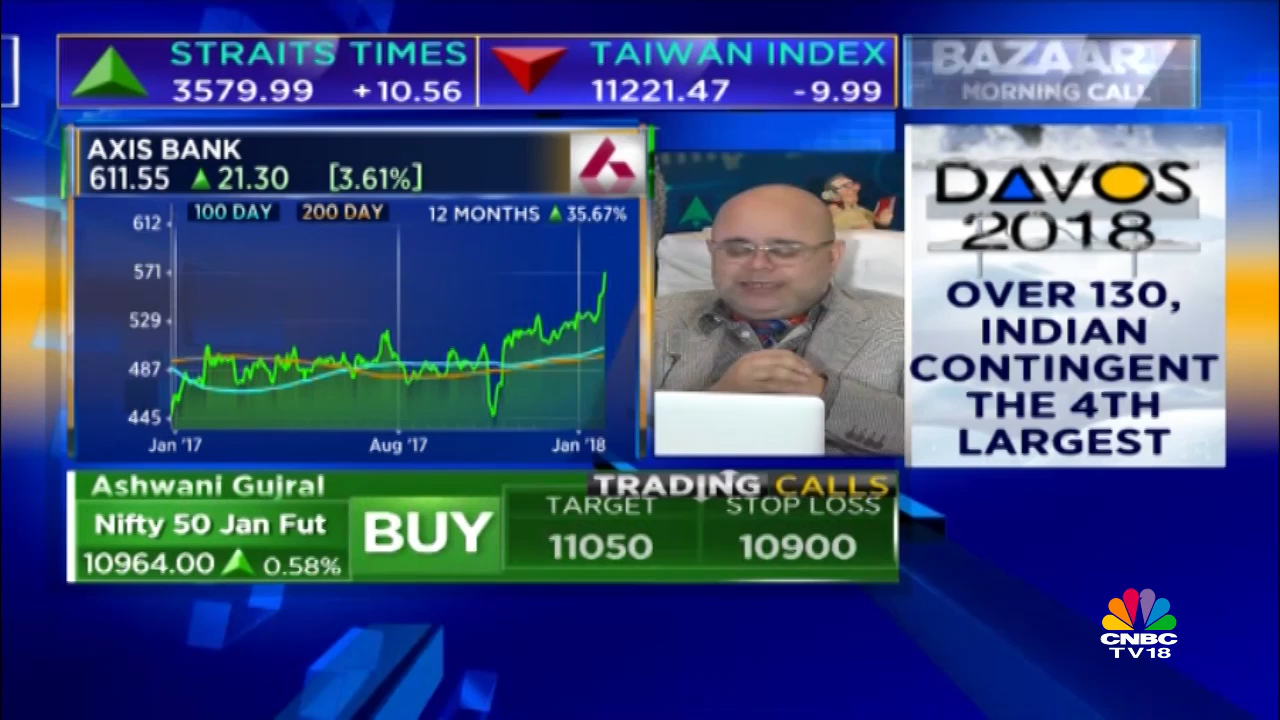 STRAITS TIMES
3579.99 +10.56
TAIWAN INDEX
11221.47 -9.99
BAZAAR
MORNING CALL
AXIS BANK
611.55 21.30 [3.61%]
100 DAY 200 DAY 12 MONTHS 35.67%
612
571
529
487
445
Jan '17 Aug '17 Jan '18
DAVOS
2018
OVER 130,
INDIAN
CONTINGENT
THE 4TH
LARGEST
Ashwani Gujral
Nifty 50 Jan Fut
10964.00 0.58%
BUY
TRADING CALLS
TARGET STOP LOSS
11050 10900
CNBC
TV18